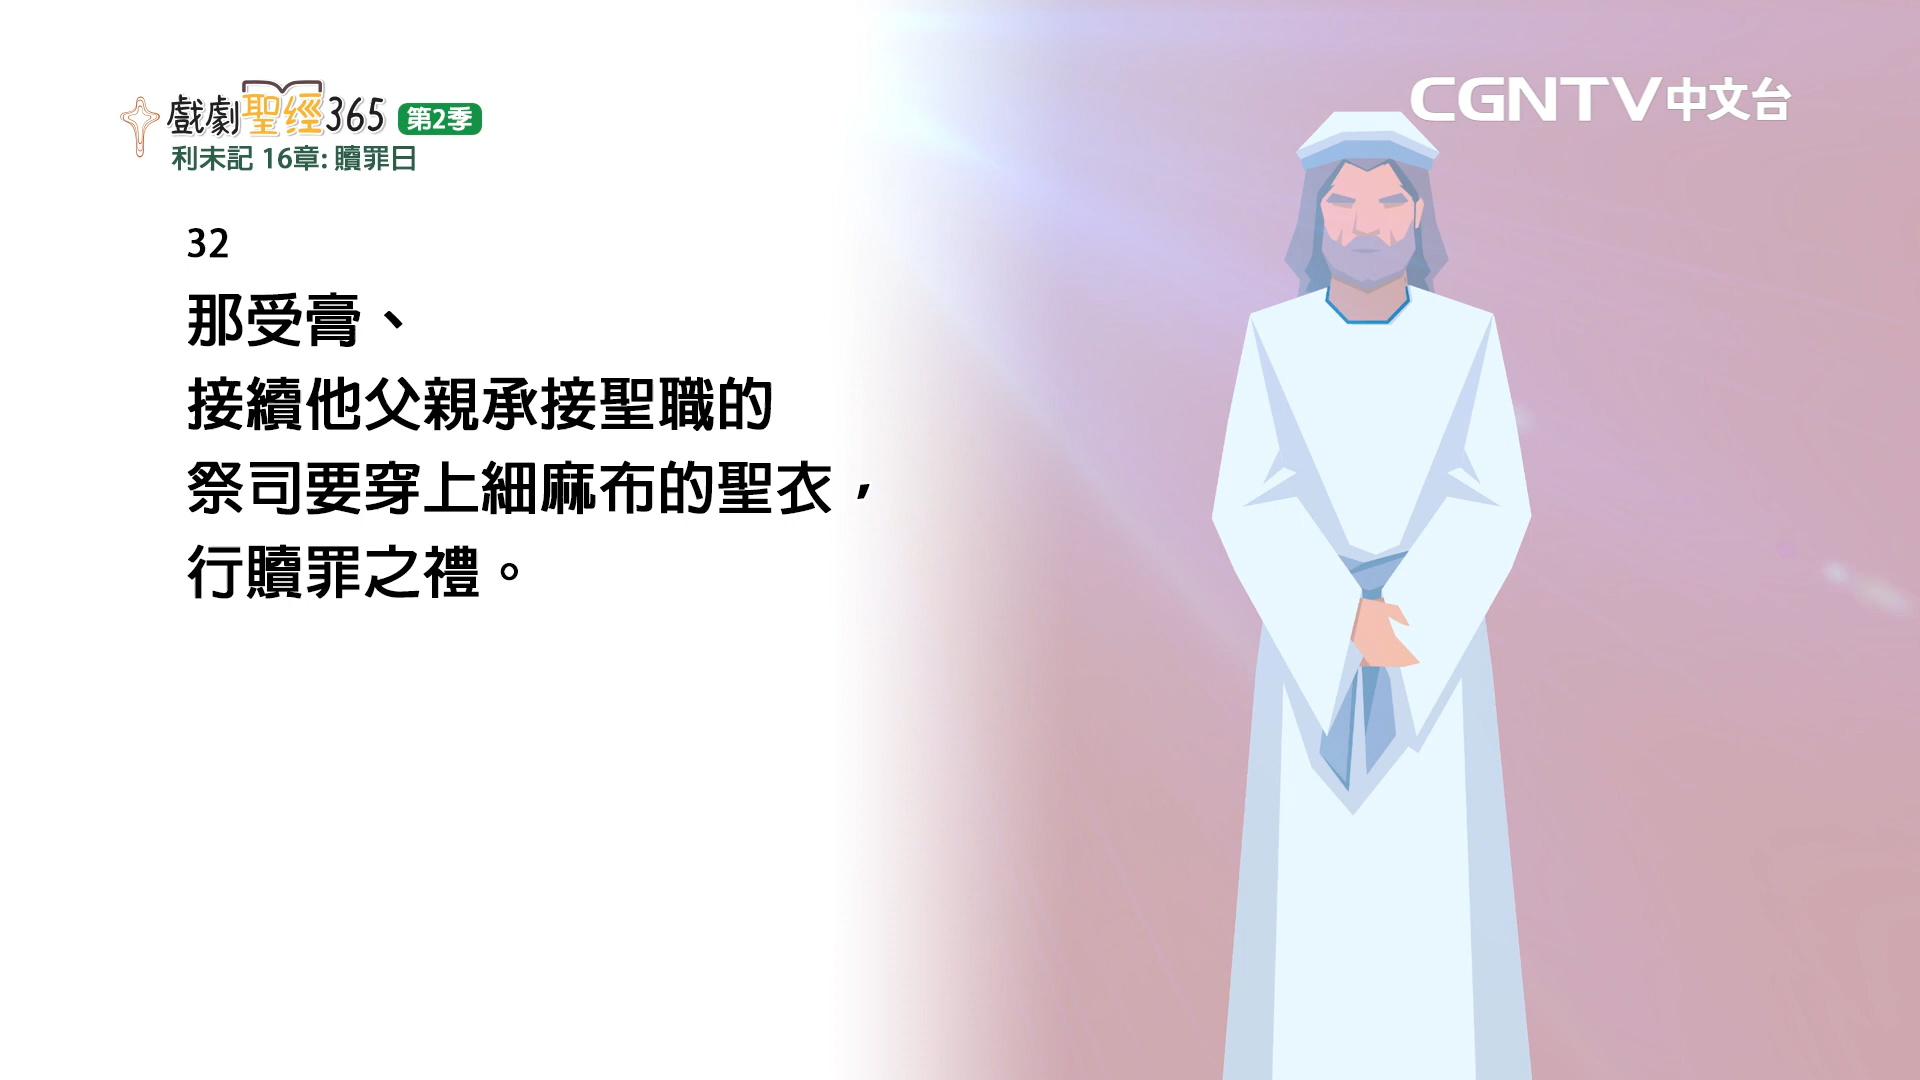 戲劇聖經365 第2季
利未記 16章: 贖罪日
CGNTV中文台
32
那受膏、
接續他父親承接聖職的
祭司要穿上細麻布的聖衣，
行贖罪之禮。